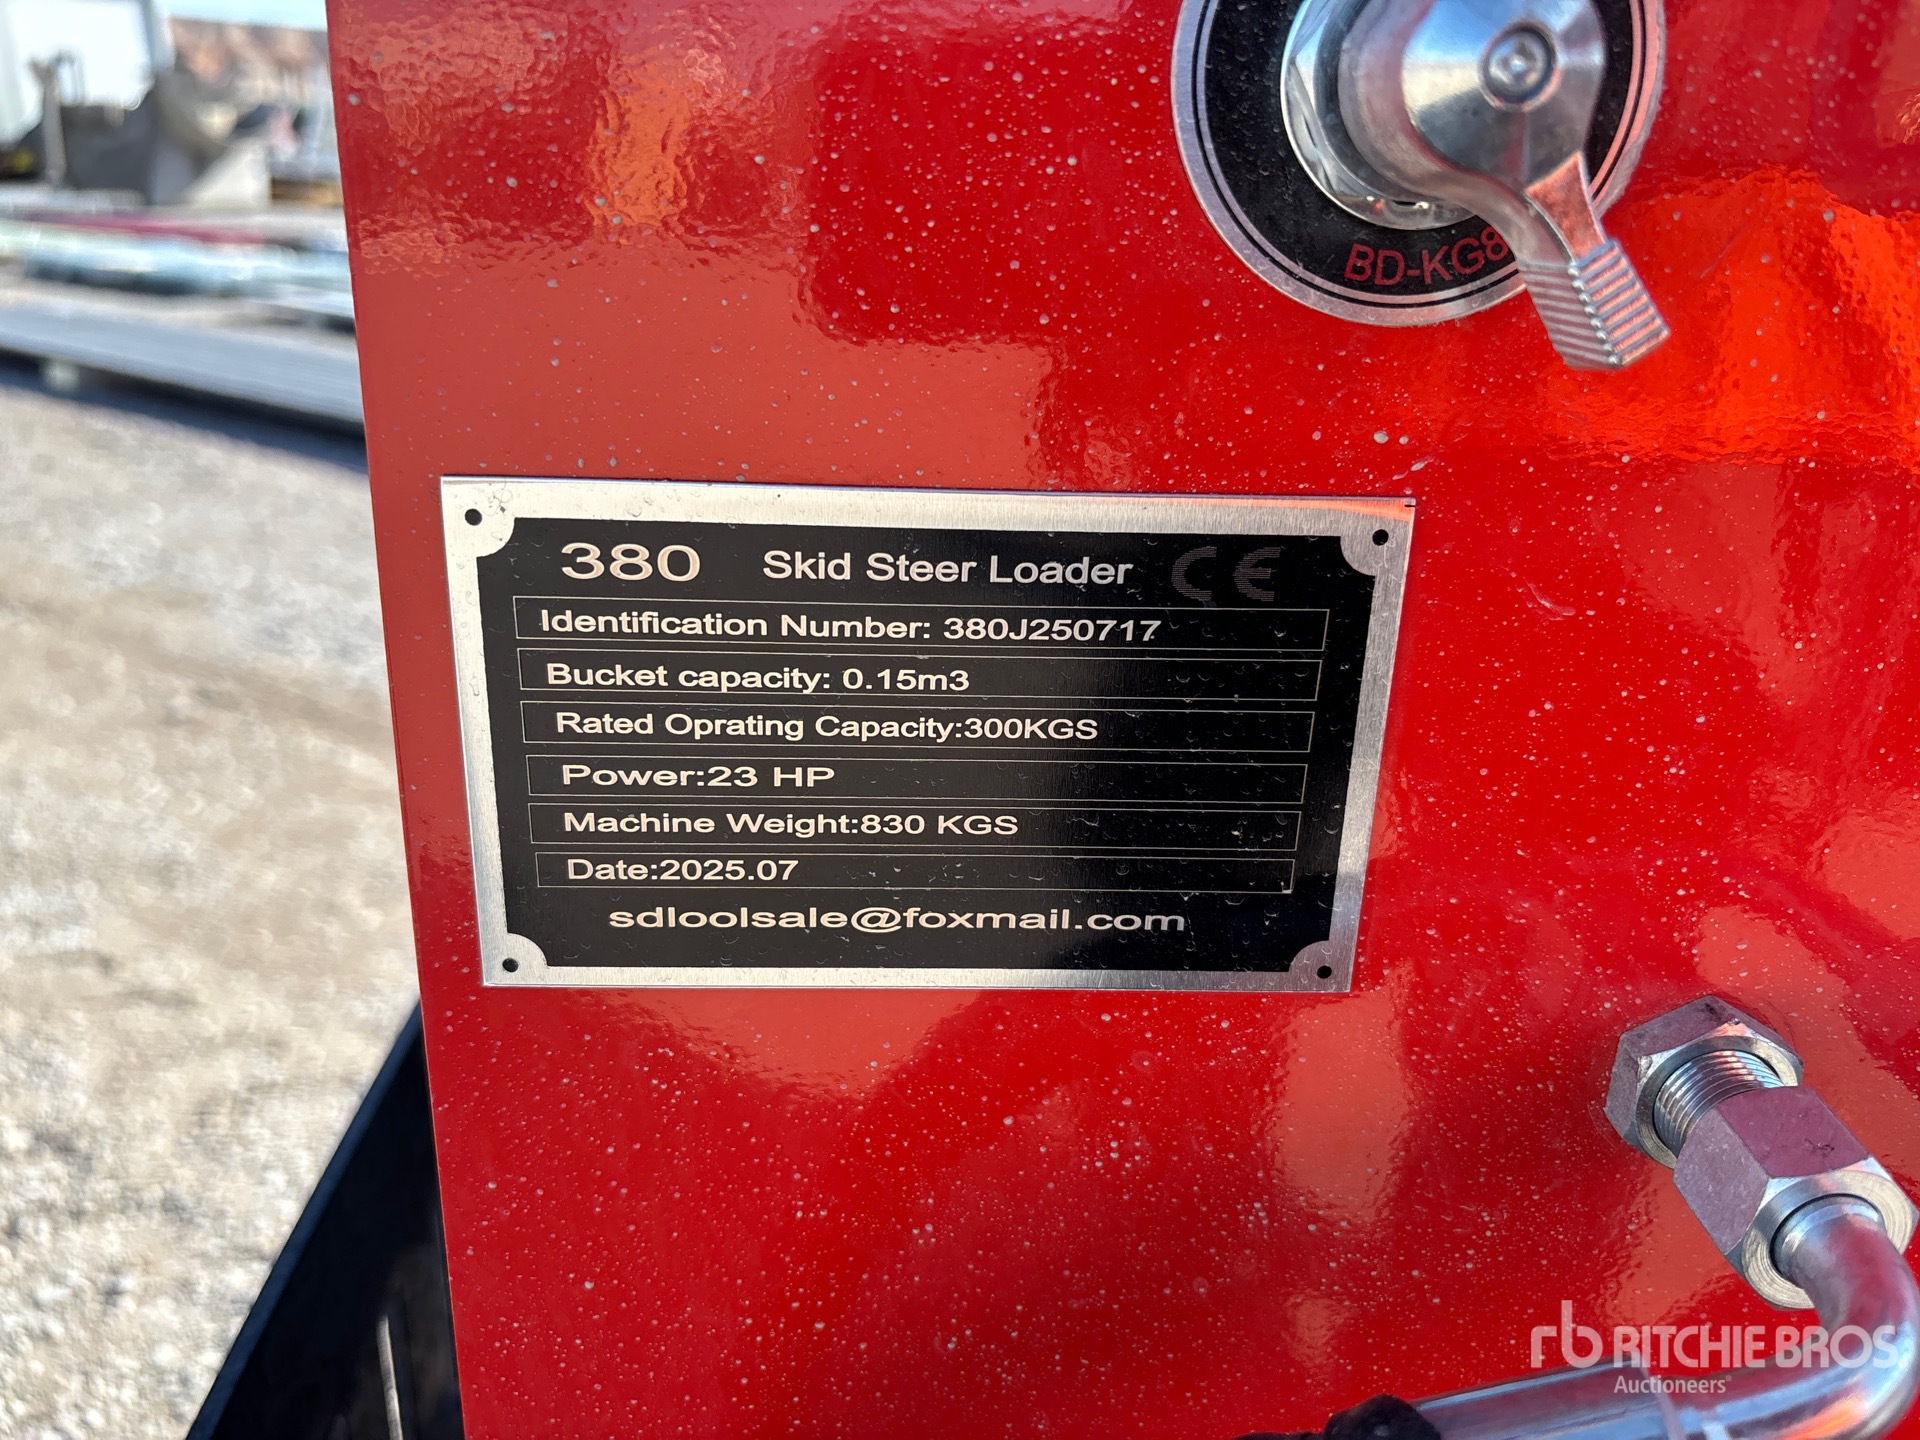 BD-KG8
380 Skid Steer Loader CE
Identification Number: 380J250717
Bucket capacity: 0.15m3
Rated Oprating Capacity:300KGS
Power:23 HP
Machine Weight:830 KGS
Date:2025.07
sdloolsale@foxmail.com
rb RITCHIE BROS.
Auctioneers